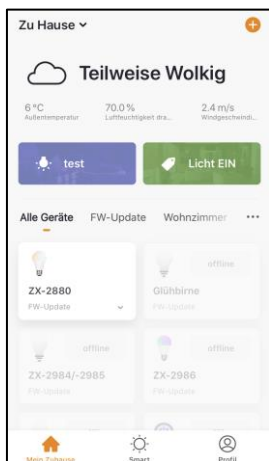 Zu Hause
Teilweise Wolkig
6 °C 70.0 % 2.4 m/s
Außentemperatur Luftfeuchtigkeit dra... Windgeschwindi...
test Licht EIN
Alle Geräte FW-Update Wohnzimmer ...
offline
ZX-2880 Glühbirne
FW-Update FW-Update
offline offline
ZX-2984/-2985 ZX-2986
FW-Update FW-Update
Mein Zuhause Smart Profil